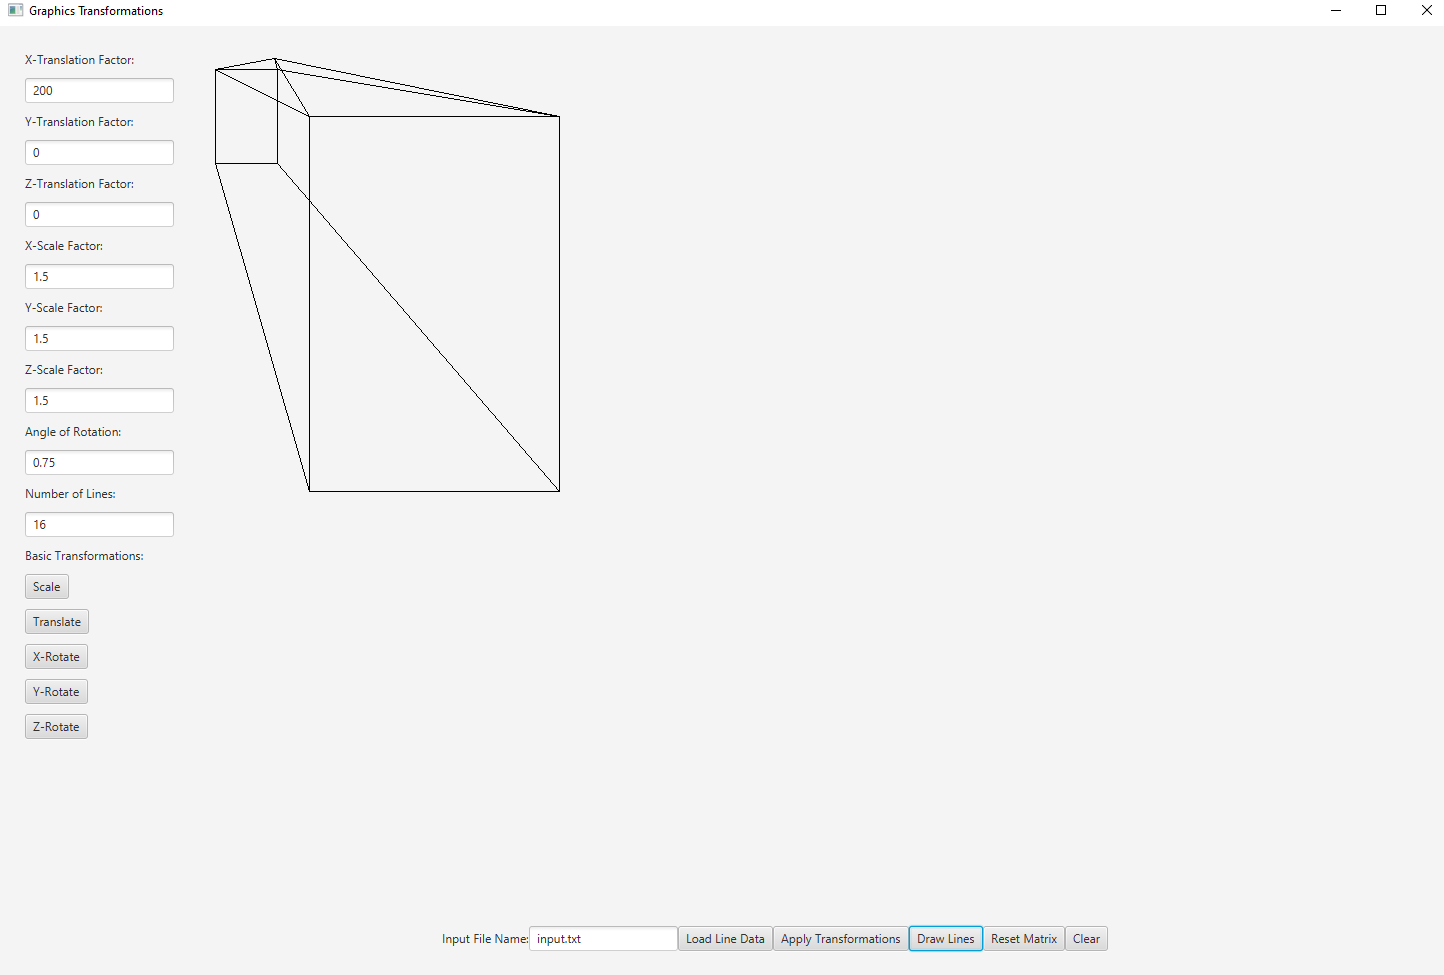 Graphics Transformations
X-Translation Factor:
200
Y-Translation Factor:
0
Z-Translation Factor:
0
X-Scale Factor:
1.5
Y-Scale Factor:
1.5
Z-Scale Factor:
1.5
Angle of Rotation:
0.75
Number of Lines:
16
Basic Transformations:
Scale
Translate
X-Rotate
Y-Rotate
Z-Rotate
Input File Name: input.txt Load Line Data Apply Transformations Draw Lines Reset Matrix Clear